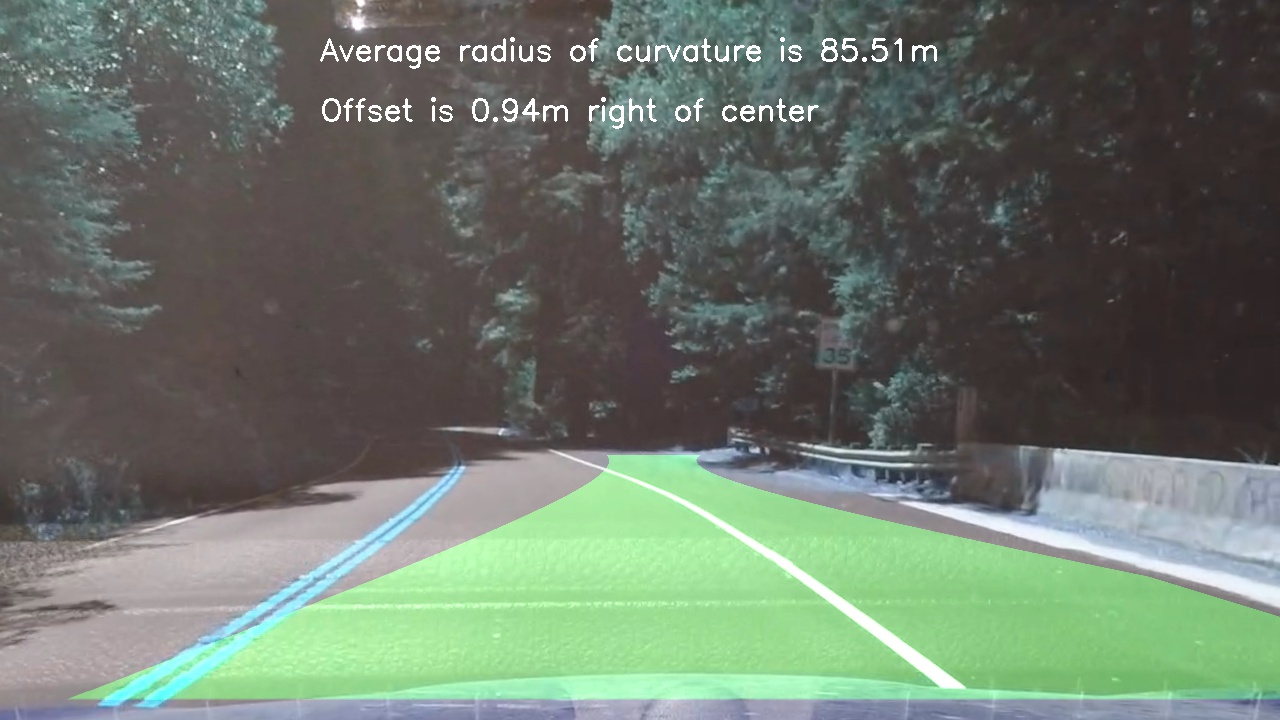 Average radius of curvature is 85.51m
Offset is 0.94m right of center
35